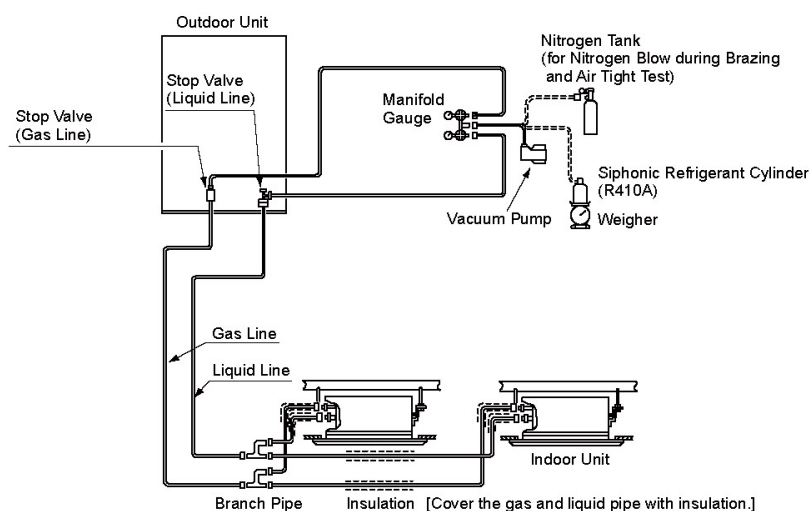 Outdoor Unit
Nitrogen Tank
(for Nitrogen Blow during Brazing
and Air Tight Test)
Stop Valve
(Liquid Line)
Manifold
Gauge
Stop Valve
(Gas Line)
Siphonic Refrigerant Cylinder
(R410A)
Vacuum Pump
Weigher
Gas Line
Liquid Line
Indoor Unit
Branch Pipe
Insulation
[Cover the gas and liquid pipe with insulation.]